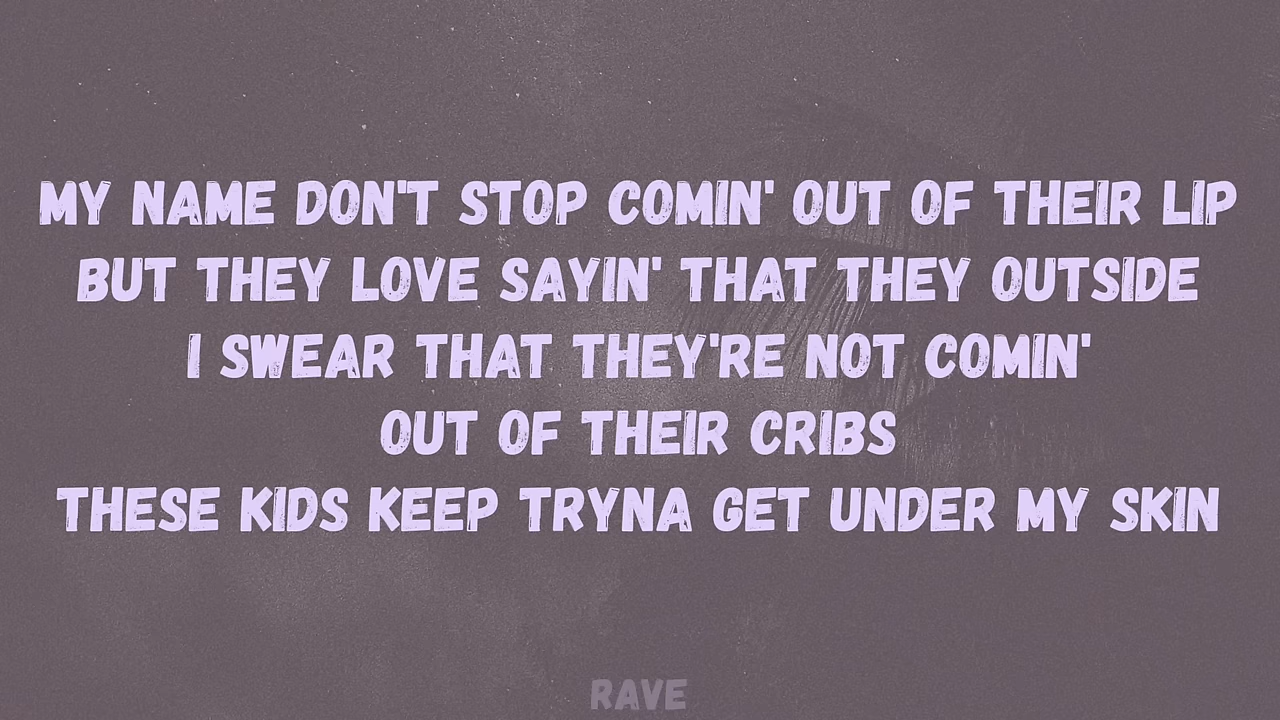 MY NAME DON'T STOP COMIN' OUT OF THEIR LIP
BUT THEY LOVE SAYIN' THAT THEY OUTSIDE
I SWEAR THAT THEY'RE NOT COMIN'
OUT OF THEIR CRIBS
THESE KIDS KEEP TRYNA GET UNDER MY SKIN
RAVE